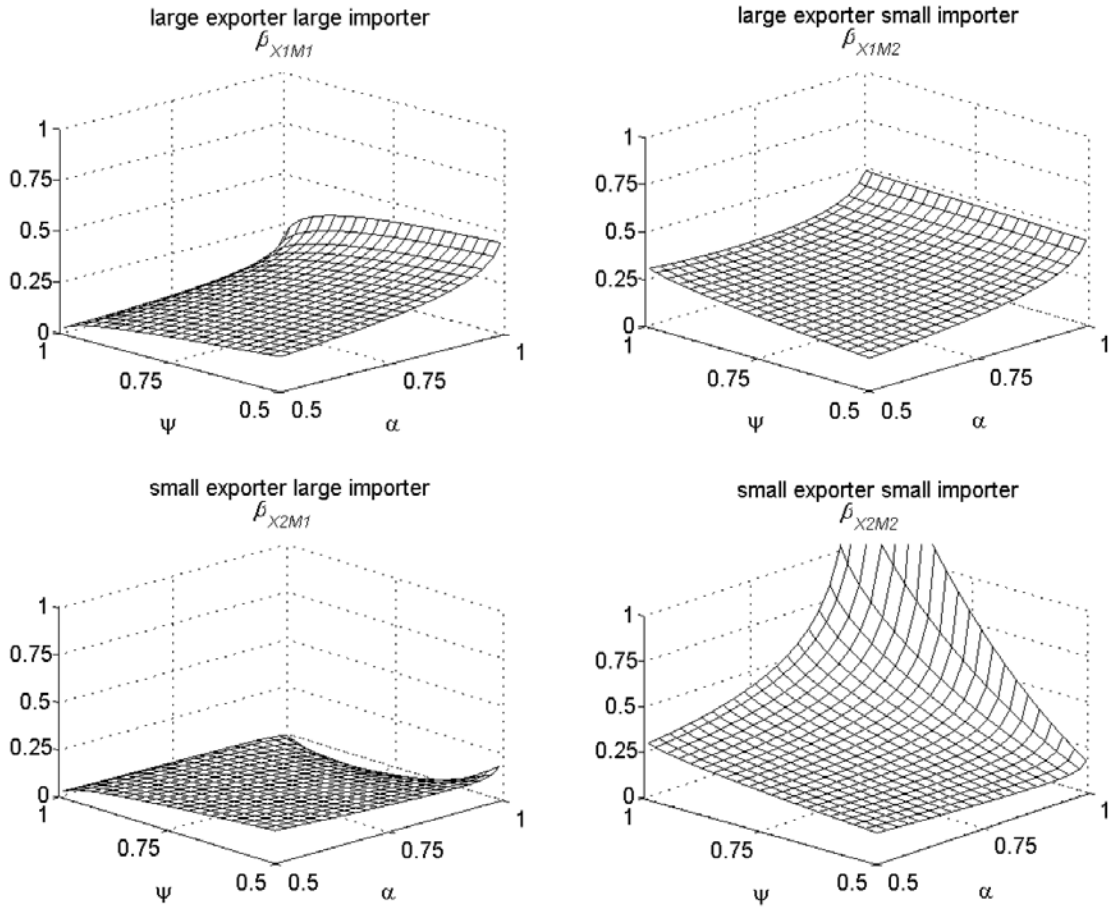 large exporter large importer
β X1M1
1
0.75
0.5
0.25
0
1
0.75
0.5
0.5
0.75
1
ψ
α
large exporter small importer
β X1M2
1
0.75
0.5
0.25
0
1
0.75
0.5
0.5
0.75
1
ψ
α
small exporter large importer
β X2M1
1
0.75
0.5
0.25
0
1
0.75
0.5
0.5
0.75
1
ψ
α
small exporter small importer
β X2M2
1
0.75
0.5
0.25
0
1
0.75
0.5
0.5
0.75
1
ψ
α